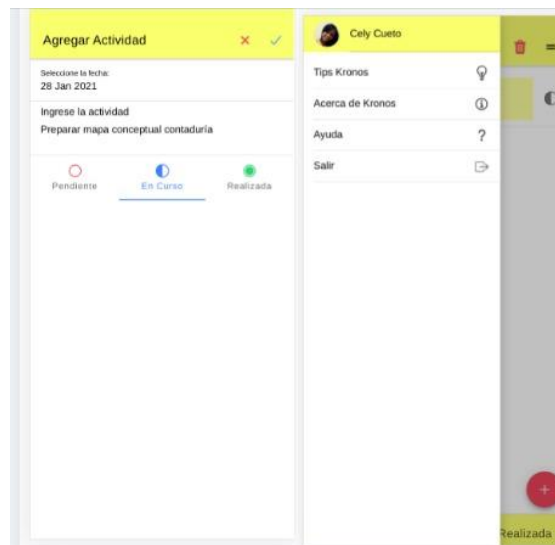 Agregar Actividad
Seleccione la fecha:
28 Jan 2021
Ingrese la actividad
Preparar mapa conceptual contaduría
Pendiente
En Curso
Realizada
Cely Cueto
Tips Kronos
Acerca de Kronos
Ayuda
Salir
Realizada